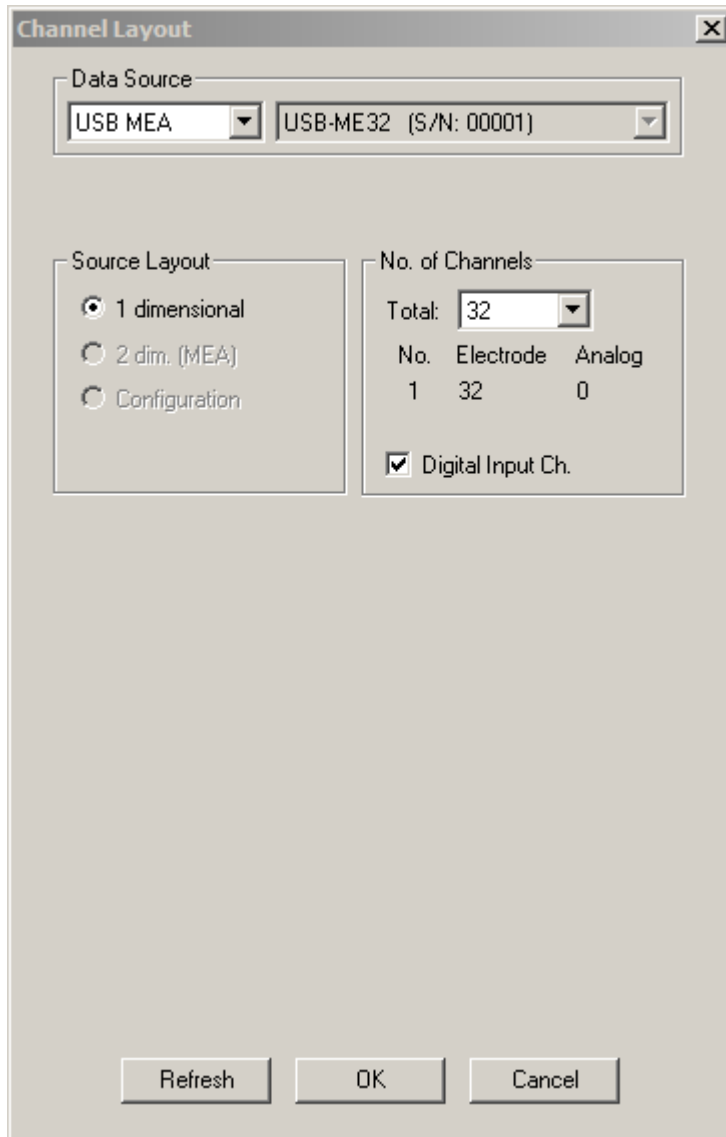 Channel Layout
Data Source
USB MEA USB-ME32 (S/N: 00001)
Source Layout
1 dimensional
2 dim. (MEA)
Configuration
No. of Channels
Total: 32
No. Electrode Analog
1 32 0
Digital Input Ch.
Refresh OK Cancel